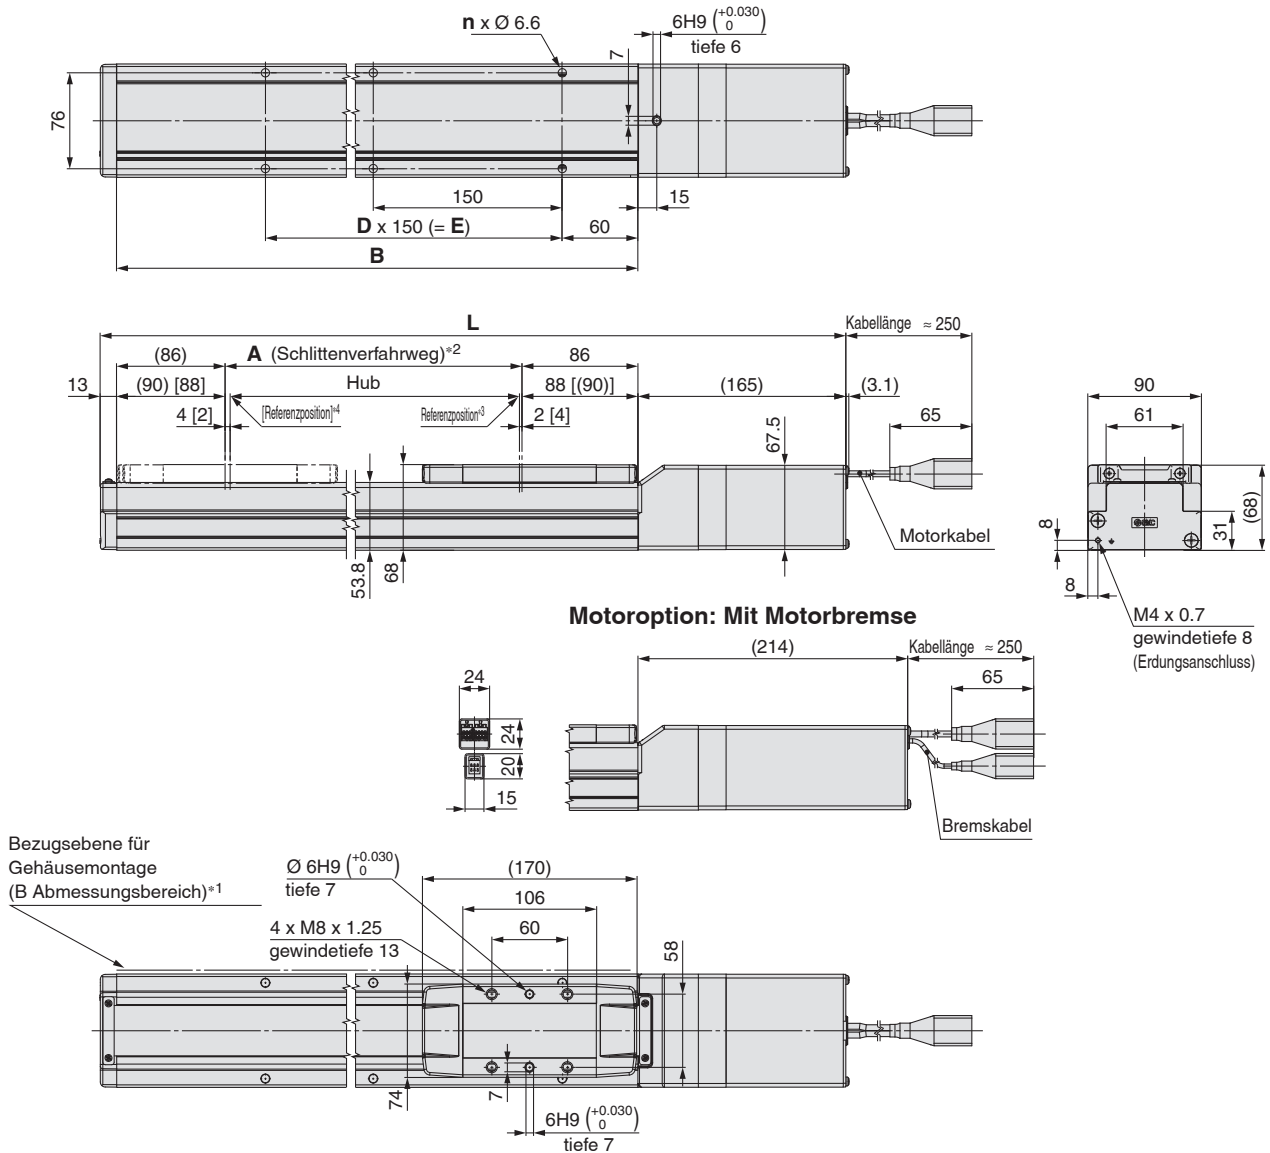 n x Ø 6.6
6H9 (+0.030 0)
tiefe 6
7
76
150
15
D x 150 (= E)
60
B
L
Kabellänge ≈ 250
(86)
A (Schlittenverfahrweg)*2
86
13
(90) [88]
Hub
88 [(90)]
(165)
(3.1)
4 [2]
[Referenzposition]*4
Referenzposition*3
2 [4]
67.5
65
90
61
Motorkabel
53.8
68
8
31
(68)
SMC
8
M4 x 0.7
gewindetiefe 8
(Erdungsanschluss)
Motoroption: Mit Motorbremse
(214)
Kabellänge ≈ 250
24
65
24
20
15
Bremskabel
Bezugsebene für
Gehäusemontage
(B Abmessungsbereich)*1
Ø 6H9 (+0.030 0)
tiefe 7
(170)
106
4 x M8 x 1.25
gewindetiefe 13
60
58
74
7
6H9 (+0.030 0)
tiefe 7